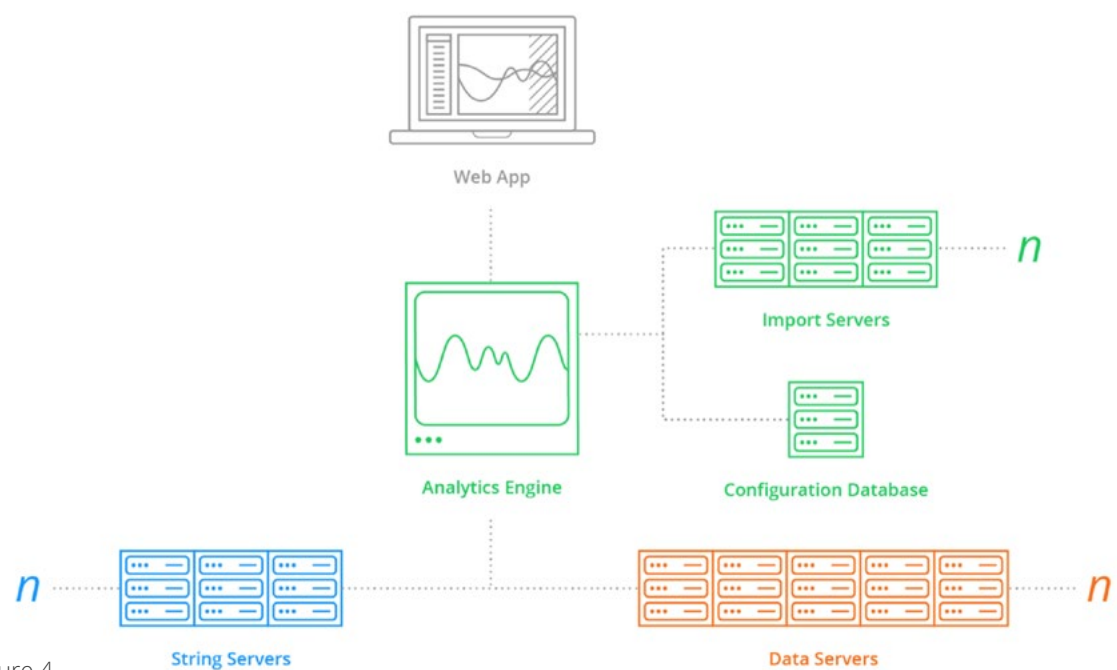 Web App
n
Import Servers
Analytics Engine
Configuration Database
n
n
String Servers
Data Servers